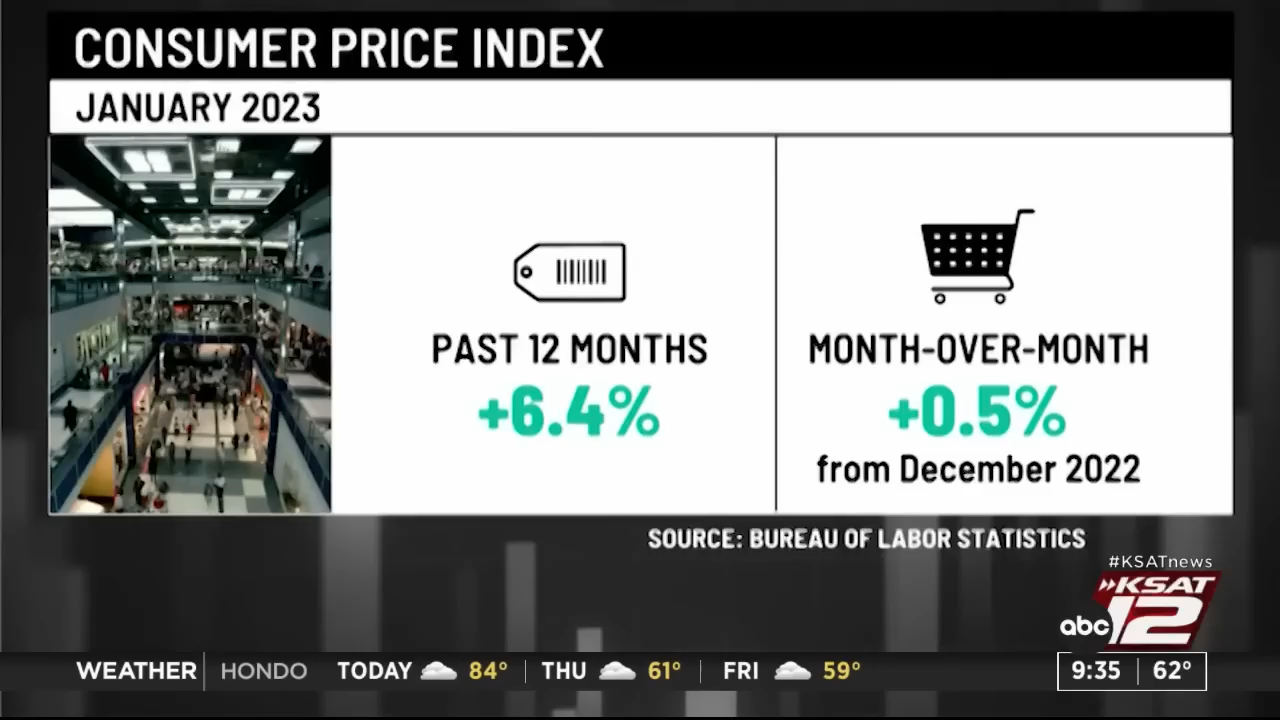 CONSUMER PRICE INDEX
JANUARY 2023
PAST 12 MONTHS
+6.4%
MONTH-OVER-MONTH
+0.5%
from December 2022
SOURCE: BUREAU OF LABOR STATISTICS
#KSATnews
KSAT
abc 12
WEATHER HONDO TODAY 84° THU 61° FRI 59° 9:35 62°